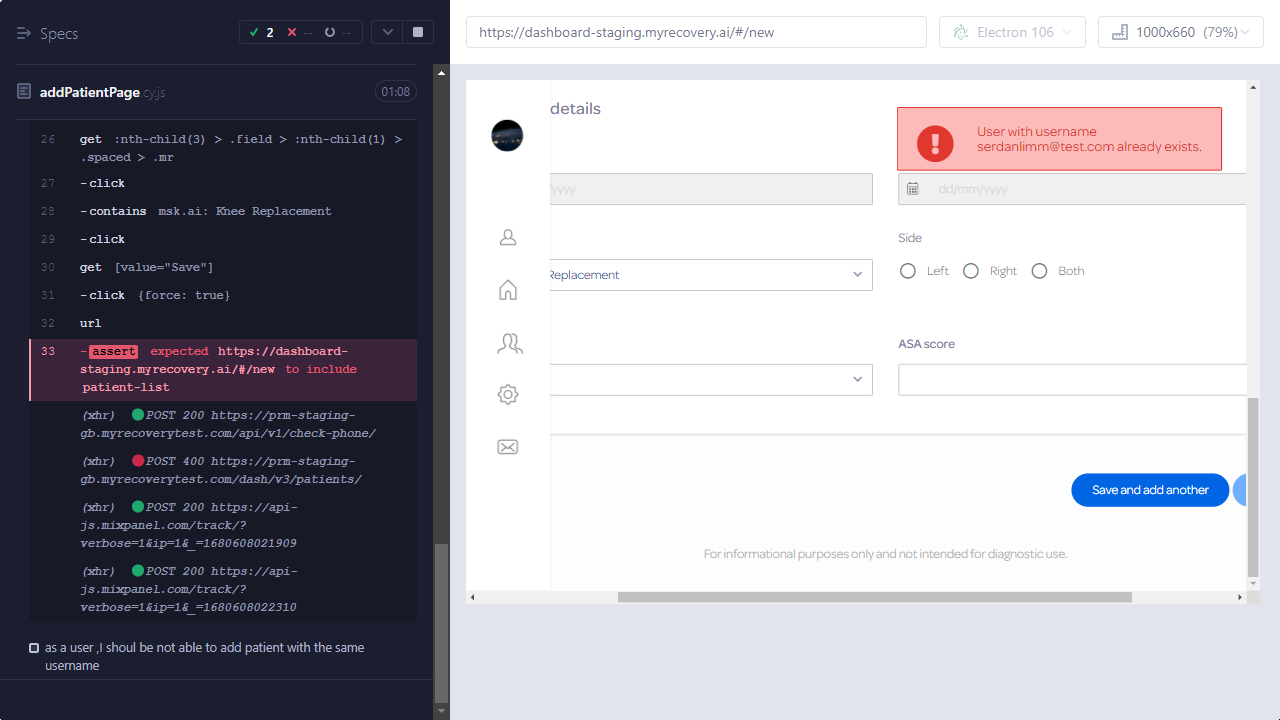 Specs
2
--
--
addPatientPage.cy.js
01:08
26 get :nth-child(3) > .field > :nth-child(1) >
.spaced > .mr
27 -click
28 -contains msk.ai: Knee Replacement
29 -click
30 get [value="Save"]
31 -click {force: true}
32 url
33 -assert expected https://dashboard-
staging.myrecovery.ai/#/new to include
patient-list
(xhr) POST 200 https://prm-staging-
gb.myrecoverytest.com/api/v1/check-phone/
(xhr) POST 400 https://prm-staging-
gb.myrecoverytest.com/dash/v3/patients/
(xhr) POST 200 https://api-
js.mixpanel.com/track/?
verbose=1&ip=1&_=1680608021909
(xhr) POST 200 https://api-
js.mixpanel.com/track/?
verbose=1&ip=1&_=1680608022310
as a user ,I shoul be not able to add patient with the same
username
https://dashboard-staging.myrecovery.ai/#/new
Electron 106
1000x660 (79%)
details
User with username
serdanlimm@test.com already exists.
/yyyy
dd/mm/yyyy
Side
Replacement
Left
Right
Both
ASA score
Save and add another
For informational purposes only and not intended for diagnostic use.